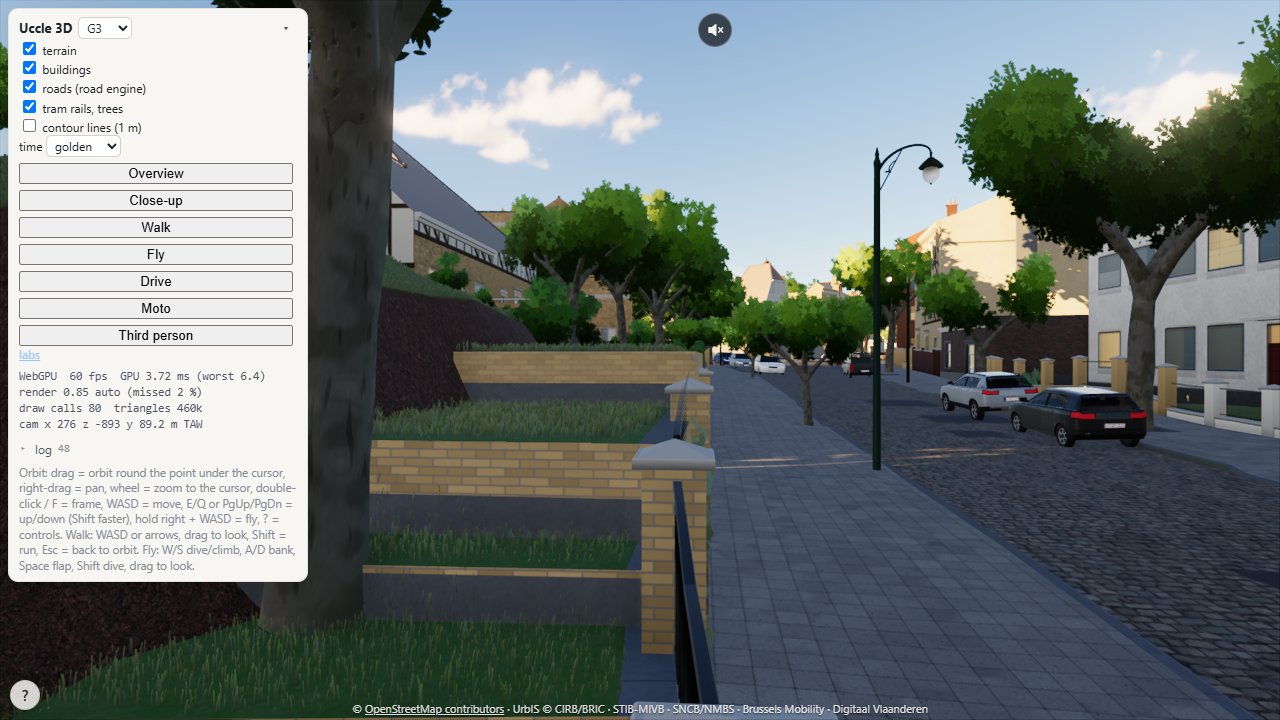 Uccle 3D G3
terrain
buildings
roads (road engine)
tram rails, trees
contour lines (1 m)
time golden
Overview
Close-up
Walk
Fly
Drive
Moto
Third person
labs
WebGPU 60 fps GPU 3.72 ms (worst 6.4)
render 0.85 auto (missed 2 %)
draw calls 80 triangles 460k
cam x 276 z -893 y 89.2 m TAW
log 48
Orbit: drag = orbit round the point under the cursor,
right-drag = pan, wheel = zoom to the cursor, double-
click / F = frame, WASD = move, E/Q or PgUp/PgDn =
up/down (Shift faster), hold right + WASD = fly, ? =
controls. Walk: WASD or arrows, drag to look, Shift =
run, Esc = back to orbit. Fly: W/S dive/climb, A/D bank,
Space flap, Shift dive, drag to look.
?
© OpenStreetMap contributors · UrbIS © CIRB/BRIC · STIB-MIVB · SNCB/NMBS · Brussels Mobility · Digitaal Vlaanderen